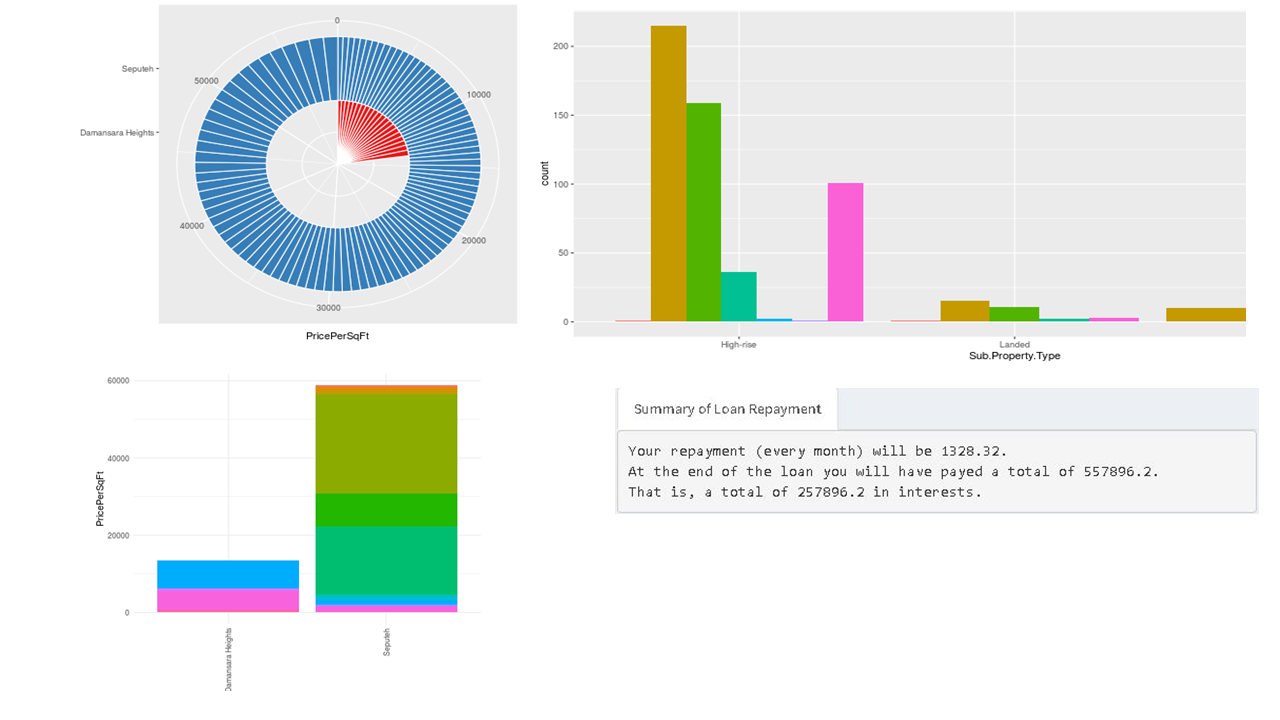 0
Seputeh
50000
10000
Damansara Heights
40000
20000
30000
PricePerSqFt
200
150
count
100
50
0
High-rise
Landed
Sub.Property.Type
60000
40000
PricePerSqFt
20000
0
Damansara Heights
Seputeh
Summary of Loan Repayment
Your repayment (every month) will be 1328.32.
At the end of the loan you will have payed a total of 557896.2.
That is, a total of 257896.2 in interests.